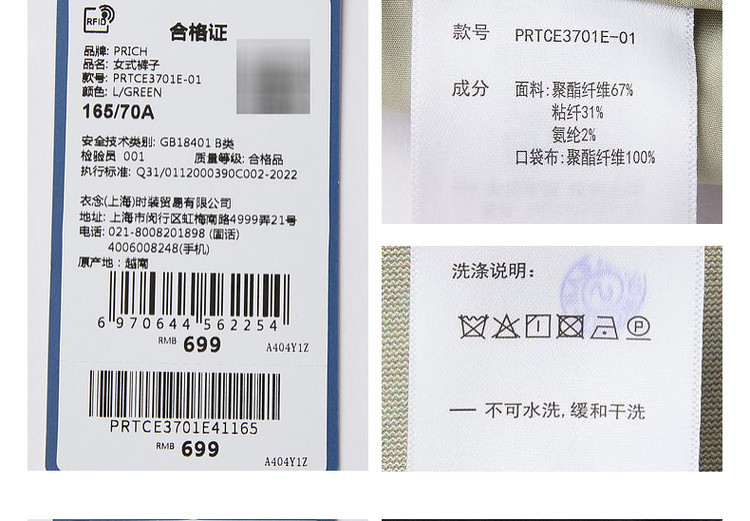 RFID
合格证
品牌: PRICH
品名: 女式裤子
款号: PRTCE3701E-01
颜色: L/GREEN
165/70A
安全技术类别: GB18401 B类
检验员 001 质量等级: 合格品
执行标准: Q31/0112000390C002-2022
衣念(上海)时装贸易有限公司
地址: 上海市闵行区虹梅南路4999弄21号
电话: 021-8008201898 (固话)
4006008248(手机)
原产地: 越南
6 970644 562254
RMB 699 A404Y1Z
PRTCE3701E41165
RMB 699
A404Y1Z
款号 PRTCE3701E-01
成分 面料:聚酯纤维67%
粘纤31%
氨纶2%
口袋布:聚酯纤维100%
洗涤说明:
— 不可水洗,缓和干洗